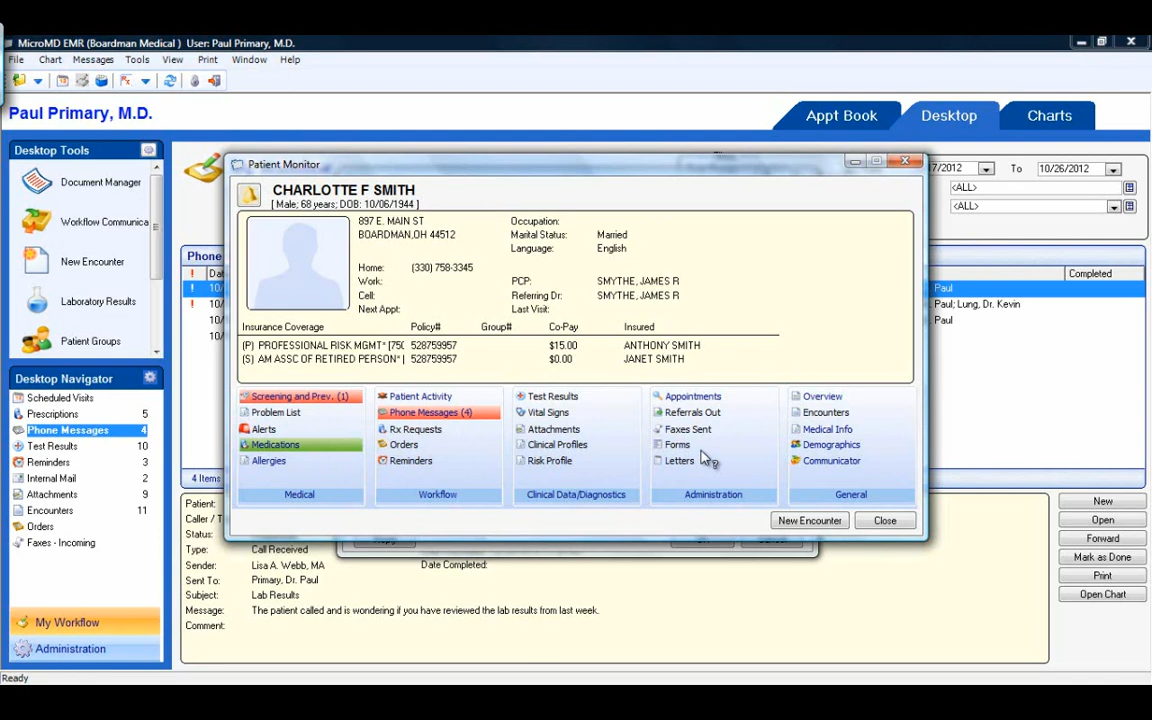 MicroMD EMR (Boardman Medical ) User: Paul Primary, M.D.
File Chart Messages Tools View Print Window Help
Paul Primary, M.D.
Appt Book Desktop Charts
Desktop Tools
Document Manager
Workflow Communica
New Encounter
Laboratory Results
Patient Groups
Desktop Navigator
Scheduled Visits
Prescriptions 5
Phone Messages 4
Test Results 10
Reminders 3
Internal Mail 2
Attachments 9
Encounters 11
Orders
Faxes - Incoming
My Workflow
Administration
Ready
7/2012 To 10/26/2012
<ALL>
<ALL>
Phone
! Da Completed
! 10/ Paul
! 10/ Paul; Lung, Dr. Kevin
10/ Paul
10/
4 Items
Patient Monitor
CHARLOTTE F SMITH
[ Male; 68 years; DOB: 10/06/1944 ]
897 E. MAIN ST Occupation:
BOARDMAN,OH 44512 Marital Status: Married
Language: English
Home: (330) 758-3345
Work: PCP: SMYTHE, JAMES R
Cell: Referring Dr: SMYTHE, JAMES R
Next Appt: Last Visit:
Insurance Coverage Policy# Group# Co-Pay Insured
(P) PROFESSIONAL RISK MGMT* [750 528759957 $15.00 ANTHONY SMITH
(S) AM ASSC OF RETIRED PERSON* [ 528759957 $0.00 JANET SMITH
Screening and Prev. (1) Patient Activity Test Results Appointments Overview
Problem List Phone Messages (4) Vital Signs Referrals Out Encounters
Alerts Rx Requests Attachments Faxes Sent Medical Info
Medications Orders Clinical Profiles Forms Demographics
Allergies Reminders Risk Profile Letters Communicator
Medical Workflow Clinical Data/Diagnostics Administration General
New Encounter Close
Patient:
Caller / T
Status:
Type: Call Received
Sender: Lisa A. Webb, MA Date Completed:
Sent To: Primary, Dr. Paul
Subject: Lab Results
Message: The patient called and is wondering if you have reviewed the lab results from last week.
Comment:
New
Open
Forward
Mark as Done
Print
Open Chart